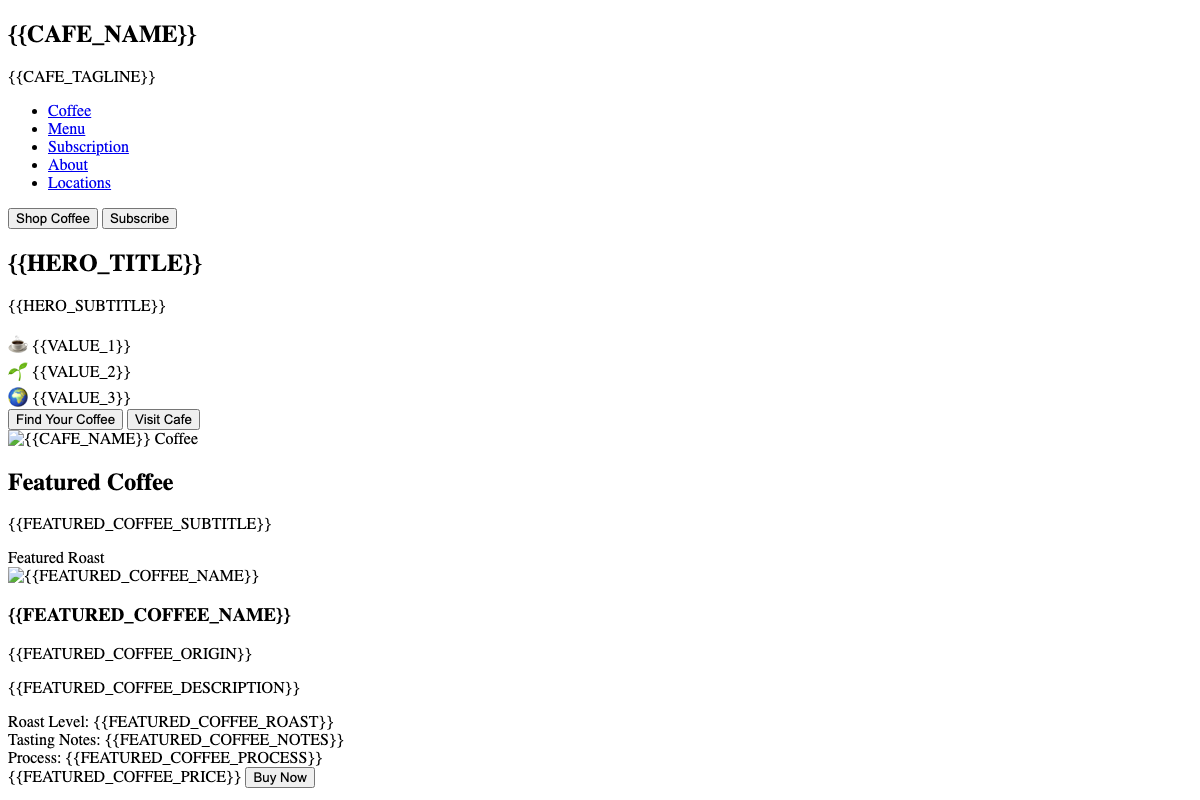 {{CAFE_NAME}}
{{CAFE_TAGLINE}}
Coffee
Menu
Subscription
About
Locations
Shop Coffee Subscribe
{{HERO_TITLE}}
{{HERO_SUBTITLE}}
☕ {{VALUE_1}}
🌱 {{VALUE_2}}
🌍 {{VALUE_3}}
Find Your Coffee Visit Cafe
{{CAFE_NAME}} Coffee
Featured Coffee
{{FEATURED_COFFEE_SUBTITLE}}
Featured Roast
{{FEATURED_COFFEE_NAME}}
{{FEATURED_COFFEE_NAME}}
{{FEATURED_COFFEE_ORIGIN}}
{{FEATURED_COFFEE_DESCRIPTION}}
Roast Level: {{FEATURED_COFFEE_ROAST}}
Tasting Notes: {{FEATURED_COFFEE_NOTES}}
Process: {{FEATURED_COFFEE_PROCESS}}
{{FEATURED_COFFEE_PRICE}} Buy Now